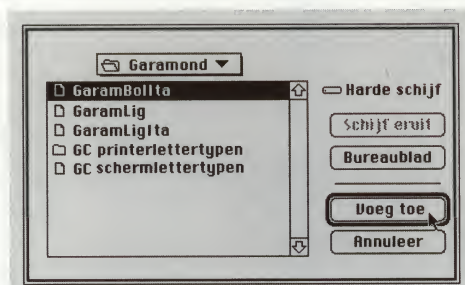 Garamond
GaramBolIta
GaramLig
GaramLigIta
GC printerlettertypen
GC schermlettertypen
Harde schijf
Schijf eruit
Bureaublad
Voeg toe
Annuleer